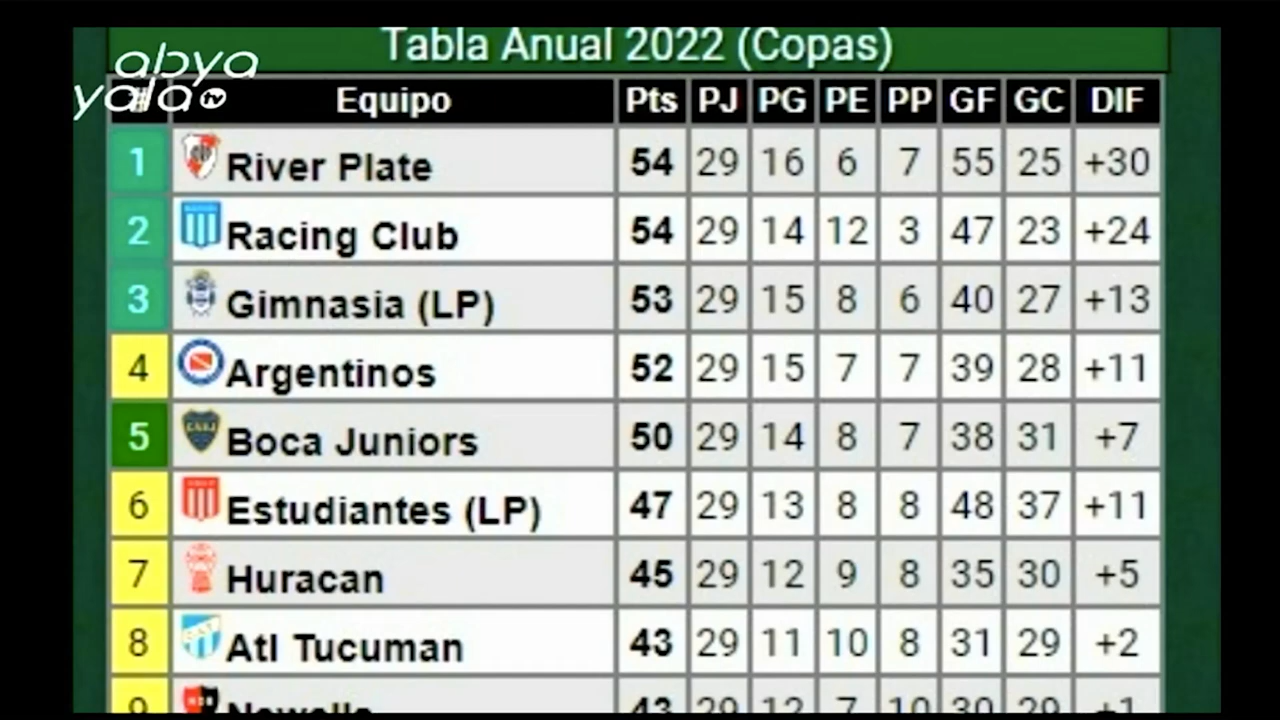 Tabla Anual 2022 (Copas)
abya
yala tv
# Equipo Pts PJ PG PE PP GF GC DIF
1 River Plate 54 29 16 6 7 55 25 +30
2 Racing Club 54 29 14 12 3 47 23 +24
3 Gimnasia (LP) 53 29 15 8 6 40 27 +13
4 Argentinos 52 29 15 7 7 39 28 +11
5 Boca Juniors 50 29 14 8 7 38 31 +7
6 Estudiantes (LP) 47 29 13 8 8 48 37 +11
7 Huracan 45 29 12 9 8 35 30 +5
8 Atl Tucuman 43 29 11 10 8 31 29 +2
9 Newells 43 29 12 7 10 30 29 +1